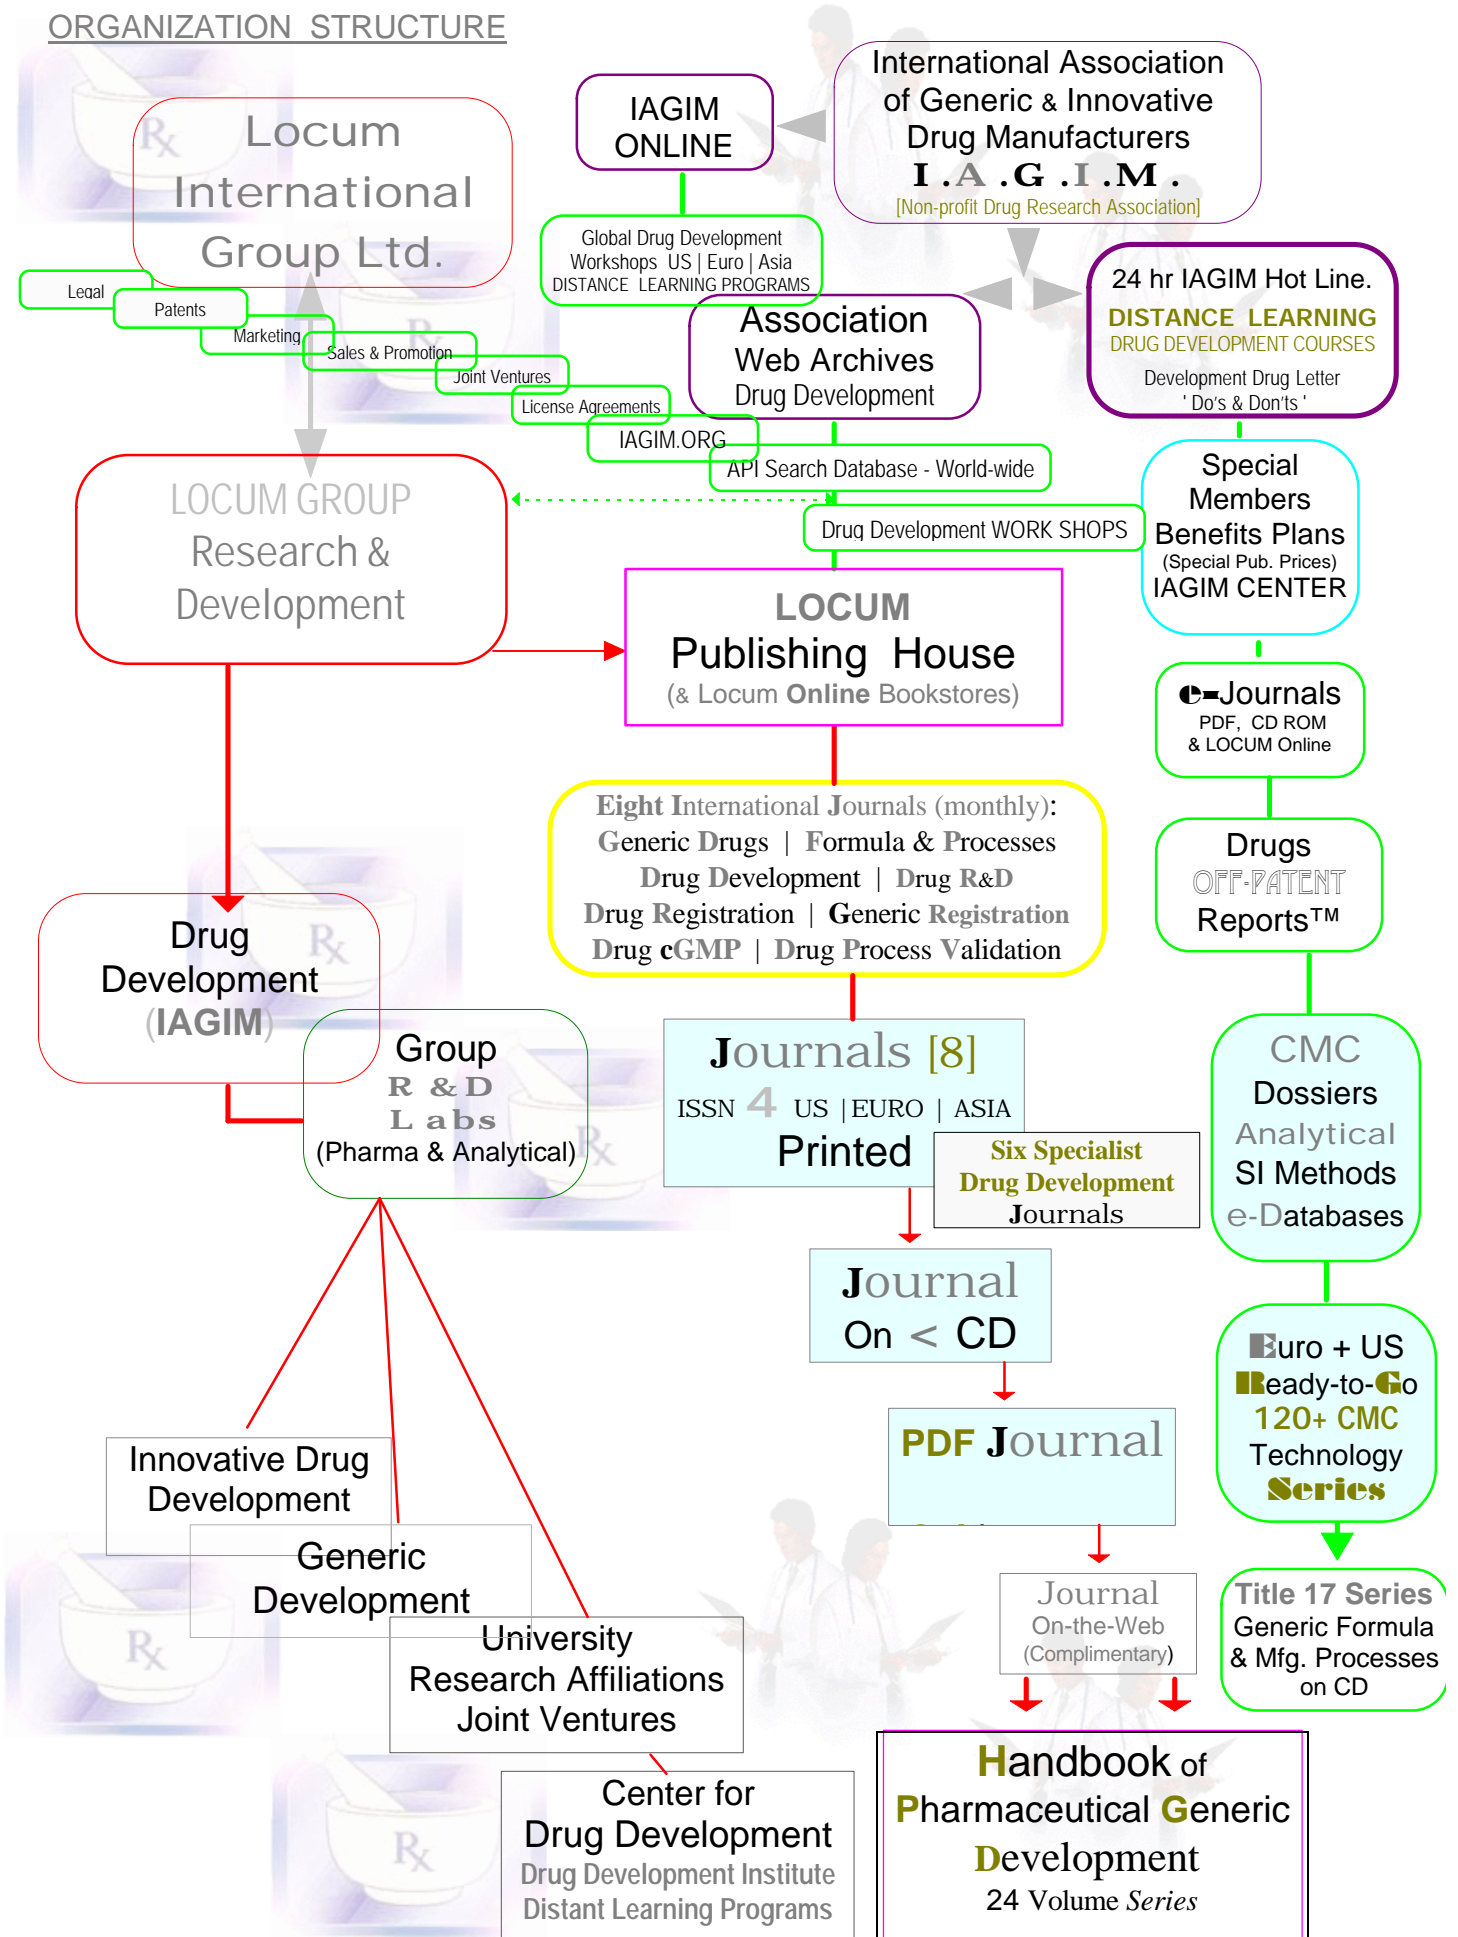 ORGANIZATION STRUCTURE
Locum
International
Group Ltd.
Legal
Patents
Marketing
Sales & Promotion
Joint Ventures
License Agreements
IAGIM.ORG
API Search Database - World-wide
Drug Development WORK SHOPS
IAGIM
ONLINE
Global Drug Development
Workshops US | Euro | Asia
DISTANCE LEARNING PROGRAMS
International Association
of Generic & Innovative
Drug Manufacturers
I .A .G .I .M .
[Non-profit Drug Research Association]
Association
Web Archives
Drug Development
24 hr IAGIM Hot Line.
DISTANCE LEARNING
DRUG DEVELOPMENT COURSES
Development Drug Letter
' Do's & Don'ts '
Special
Members
Benefits Plans
(Special Pub. Prices)
IAGIM CENTER
LOCUM GROUP
Research &
Development
LOCUM
Publishing House
(& Locum Online Bookstores)
e-Journals
PDF, CD ROM
& LOCUM Online
Eight International Journals (monthly):
Generic Drugs | Formula & Processes
Drug Development | Drug R&D
Drug Registration | Generic Registration
Drug cGMP | Drug Process Validation
Drugs
OFF-PATENT
Reports™
Drug
Development
(IAGIM)
Group
R & D
Labs
(Pharma & Analytical)
Journals [8]
ISSN 4 US | EURO | ASIA
Printed
Six Specialist
Drug Development
Journals
CMC
Dossiers
Analytical
SI Methods
e-Databases
Journal
On < CD
Euro + US
Ready-to-Go
120+ CMC
Technology
Series
PDF Journal
Innovative Drug
Development
Generic
Development
University
Research Affiliations
Joint Ventures
Journal
On-the-Web
(Complimentary)
Title 17 Series
Generic Formula
& Mfg. Processes
on CD
Center for
Drug Development
Drug Development Institute
Distant Learning Programs
Handbook of
Pharmaceutical Generic
Development
24 Volume Series
Rx
Rx
Rx
Rx
Rx
Rx